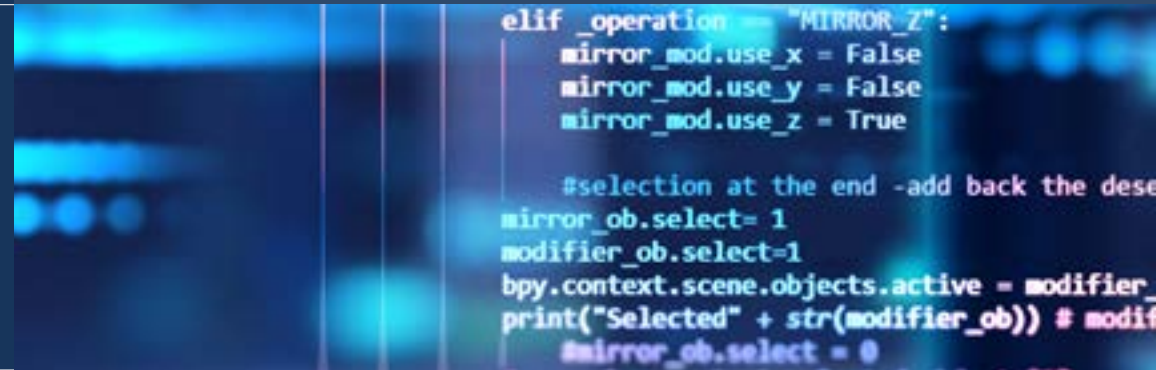 elif _operation == "MIRROR_Z":
mirror_mod.use_x = False
mirror_mod.use_y = False
mirror_mod.use_z = True
#selection at the end -add back the dese
mirror_ob.select= 1
modifier_ob.select=1
bpy.context.scene.objects.active = modifier_
print("Selected" + str(modifier_ob)) # modif
#mirror_ob.select = 0